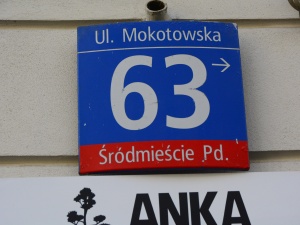 Ul. Mokotowska
63 →
Śródmieście Pd.
ANKA